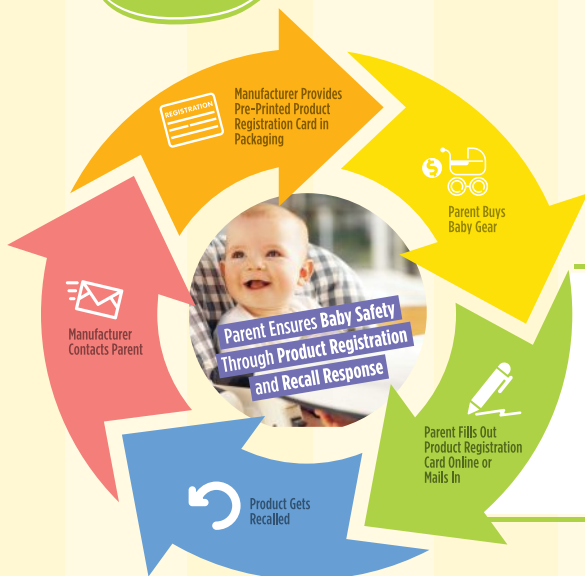 REGISTRATION
Manufacturer Provides
Pre-Printed Product
Registration Card in
Packaging
$
Parent Buys
Baby Gear
Parent Fills Out
Product Registration
Card Online or
Mails In
Product Gets
Recalled
Manufacturer
Contacts Parent
Parent Ensures Baby Safety
Through Product Registration
and Recall Response